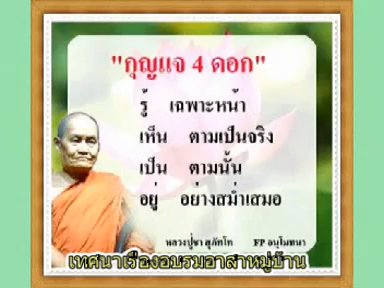 "กุญแจ 4 ดอก"
รู้ เฉพาะหน้า
เห็น ตามเป็นจริง
เป็น ตามนั้น
อยู่ อย่างสม่ำเสมอ
หลวงปู่ชา สุภัทโท FP อนุโมทนา
เทศนาเรื่องอบรมอาสาหมู่บ้าน